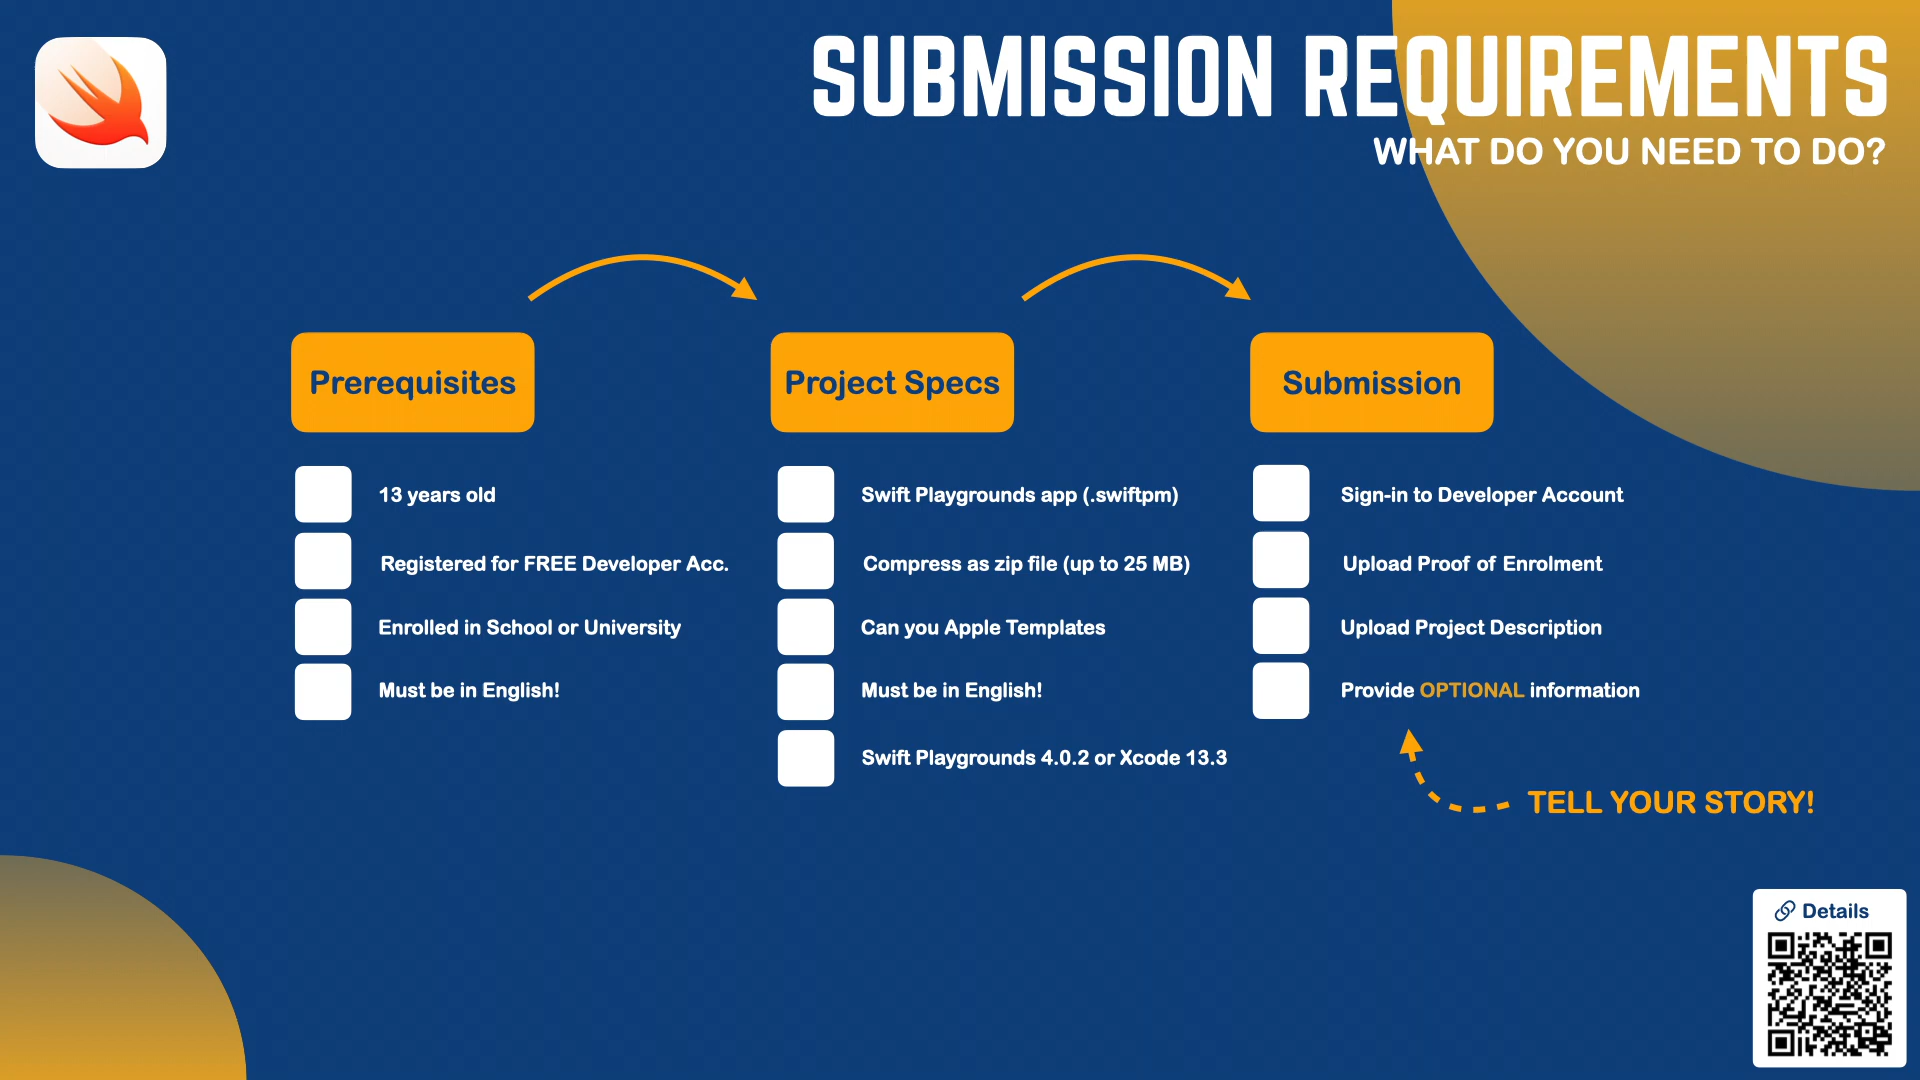 SUBMISSION REQUIREMENTS
WHAT DO YOU NEED TO DO?
Prerequisites
13 years old
Registered for FREE Developer Acc.
Enrolled in School or University
Must be in English!
Project Specs
Swift Playgrounds app (.swiftpm)
Compress as zip file (up to 25 MB)
Can you Apple Templates
Must be in English!
Swift Playgrounds 4.0.2 or Xcode 13.3
Submission
Sign-in to Developer Account
Upload Proof of Enrolment
Upload Project Description
Provide OPTIONAL information
TELL YOUR STORY!
Details